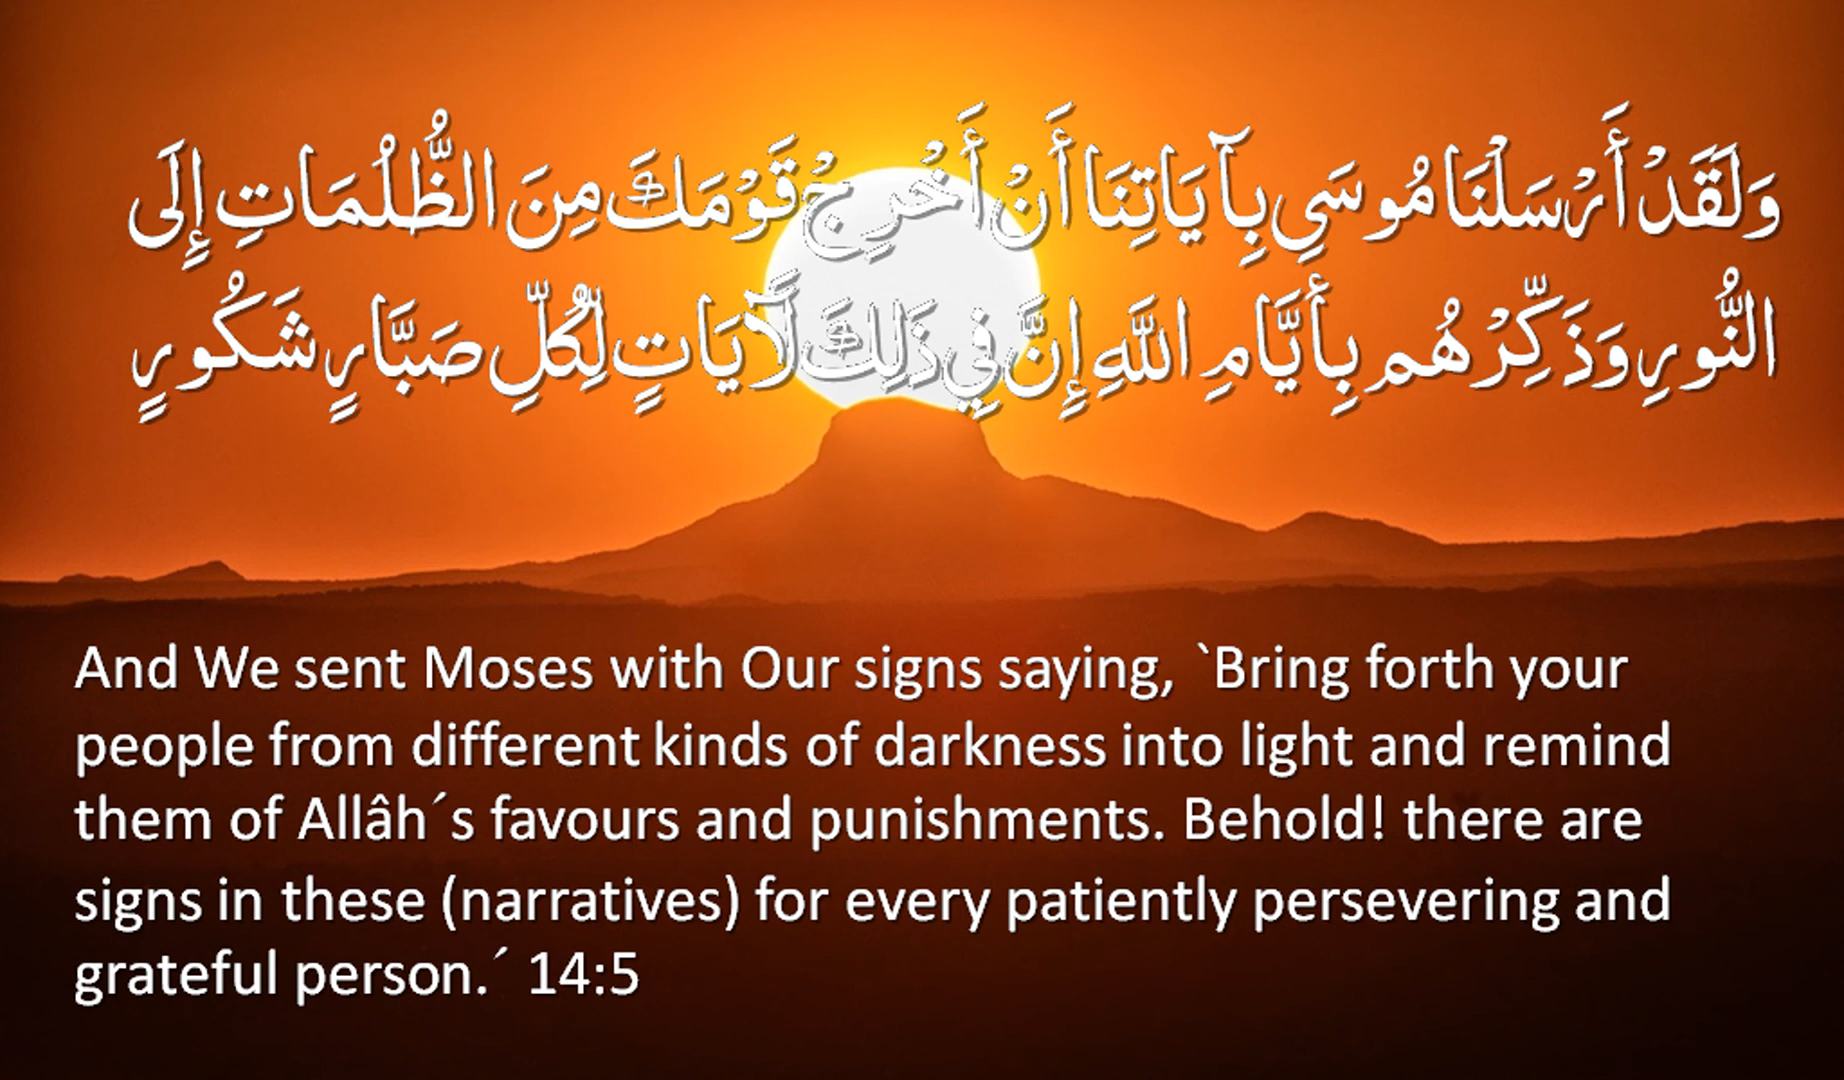 وَلَقَدْ أَرْسَلْنَا مُوسَي بِآيَاتِنَا أَنْ أَخْرِجْ قَوْمَكَ مِنَ الظُّلُمَاتِ إِلَى
النُّورِ وَذَكِّرْهُم بِأَيَّامِ اللَّهِ إِنَّ فِي ذَلِكَ لَآيَاتٍ لِّكُلِّ صَبَّارٍ شَكُورٍ
And We sent Moses with Our signs saying, `Bring forth your
people from different kinds of darkness into light and remind
them of Allâh´s favours and punishments. Behold! there are
signs in these (narratives) for every patiently persevering and
grateful person.´ 14:5